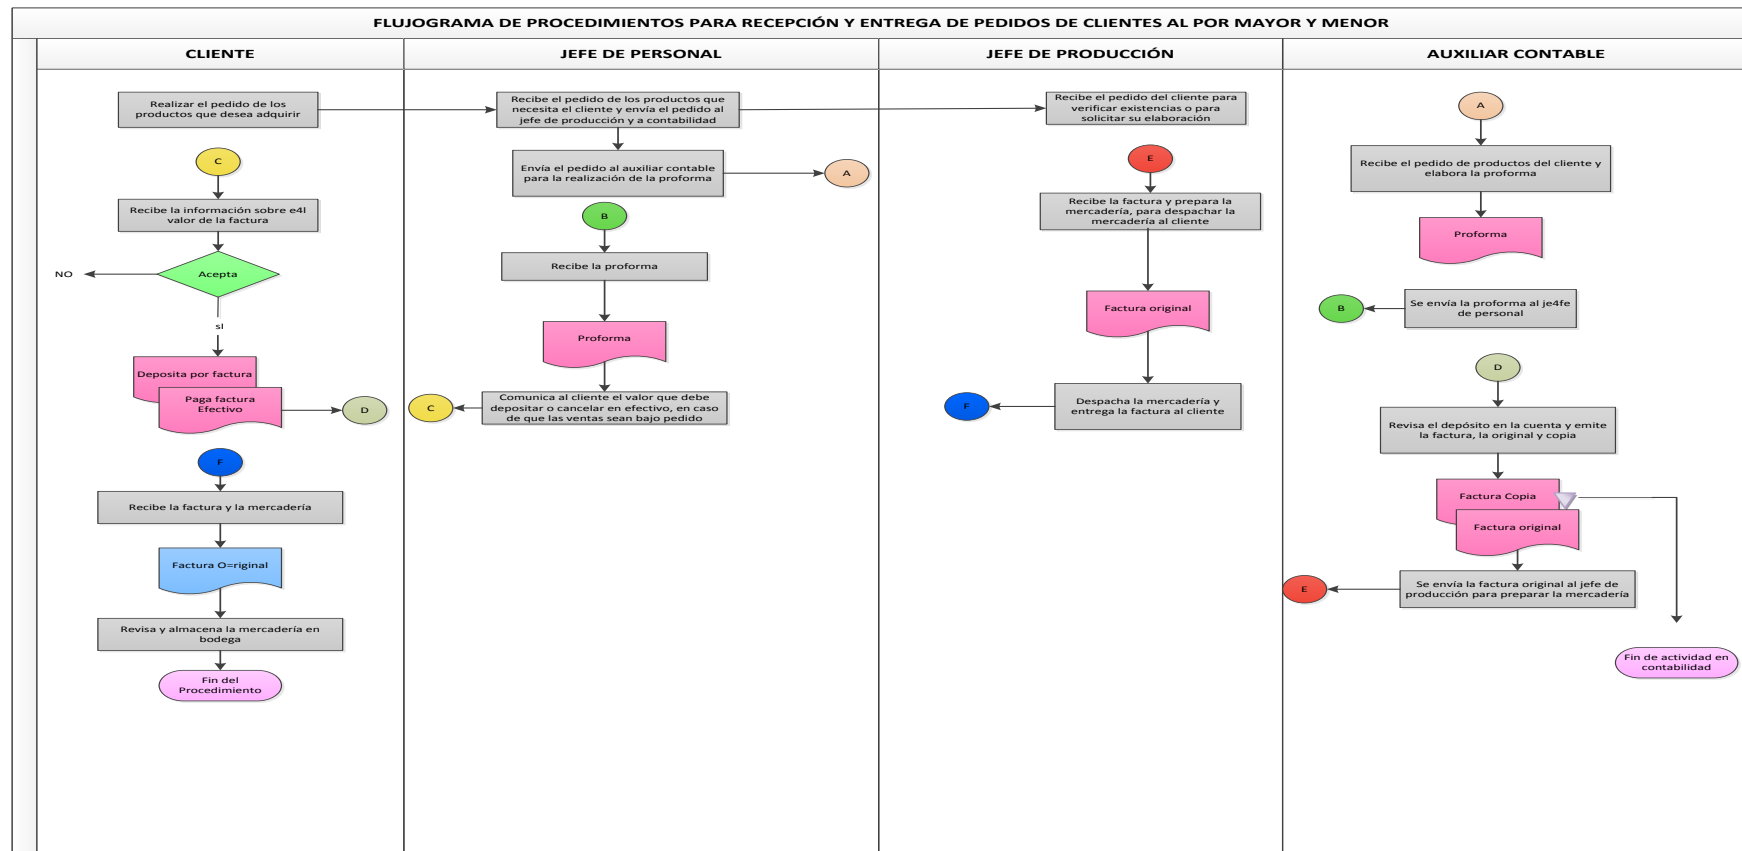 FLUJOGRAMA DE PROCEDIMIENTOS PARA RECEPCIÓN Y ENTREGA DE PEDIDOS DE CLIENTES AL POR MAYOR Y MENOR
CLIENTE
JEFE DE PERSONAL
JEFE DE PRODUCCIÓN
AUXILIAR CONTABLE
Realizar el pedido de los
productos que desea adquirir
C
Recibe la información sobre e4l
valor de la factura
Acepta
NO
sI
Deposita por factura
Paga factura
Efectivo
D
F
Recibe la factura y la mercadería
Factura O=riginal
Revisa y almacena la mercadería en
bodega
Fin del
Procedimiento
Recibe el pedido de los productos que
necesita el cliente y envía el pedido al
jefe de producción y a contabilidad
Envía el pedido al auxiliar contable
para la realización de la proforma
A
B
Recibe la proforma
Proforma
Comunica al cliente el valor que debe
depositar o cancelar en efectivo, en caso
de que las ventas sean bajo pedido
C
Recibe el pedido del cliente para
verificar existencias o para
solicitar su elaboración
E
Recibe la factura y prepara la
mercadería, para despachar la
mercadería al cliente
Factura original
Despacha la mercadería y
entrega la factura al cliente
F
A
Recibe el pedido de productos del cliente y
elabora la proforma
Proforma
Se envía la proforma al je4fe
de personal
B
D
Revisa el depósito en la cuenta y emite
la factura, la original y copia
Factura Copia
Factura original
Se envía la factura original al jefe de
producción para preparar la mercadería
E
Fin de actividad en
contabilidad